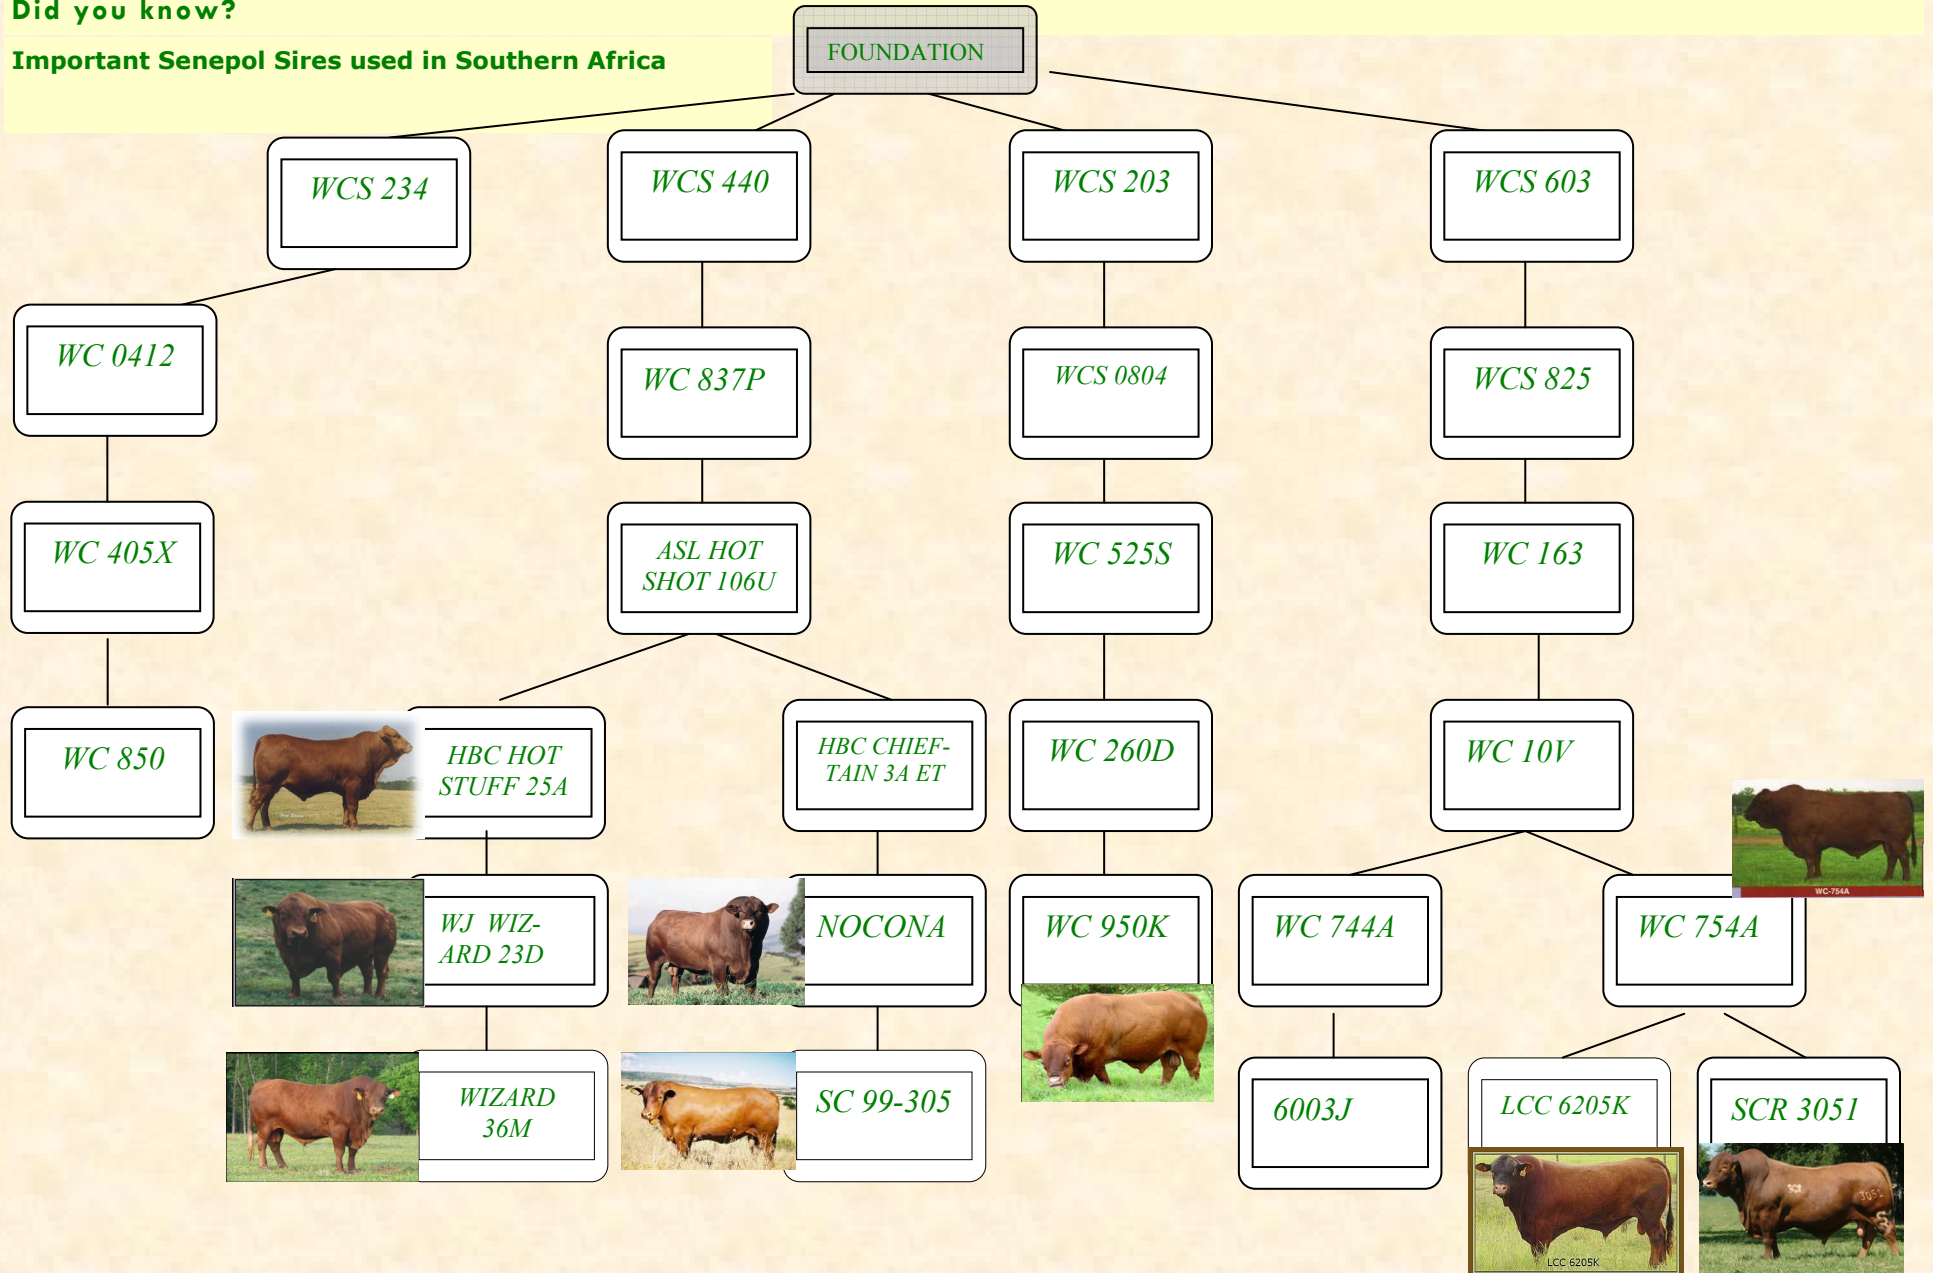 Did you know?
Important Senepol Sires used in Southern Africa
FOUNDATION
WCS 234
WCS 440
WCS 203
WCS 603
WC 0412
WC 837P
WCS 0804
WCS 825
WC 405X
ASL HOT
SHOT 106U
WC 525S
WC 163
WC 850
HBC HOT
STUFF 25A
HBC CHIEF-
TAIN 3A ET
WC 260D
WC 10V
WC-754A
WJ WIZ-
ARD 23D
NOCONA
WC 950K
WC 744A
WC 754A
WIZARD
36M
SC 99-305
6003J
LCC 6205K
SCR 3051
3051
LCC 6205K